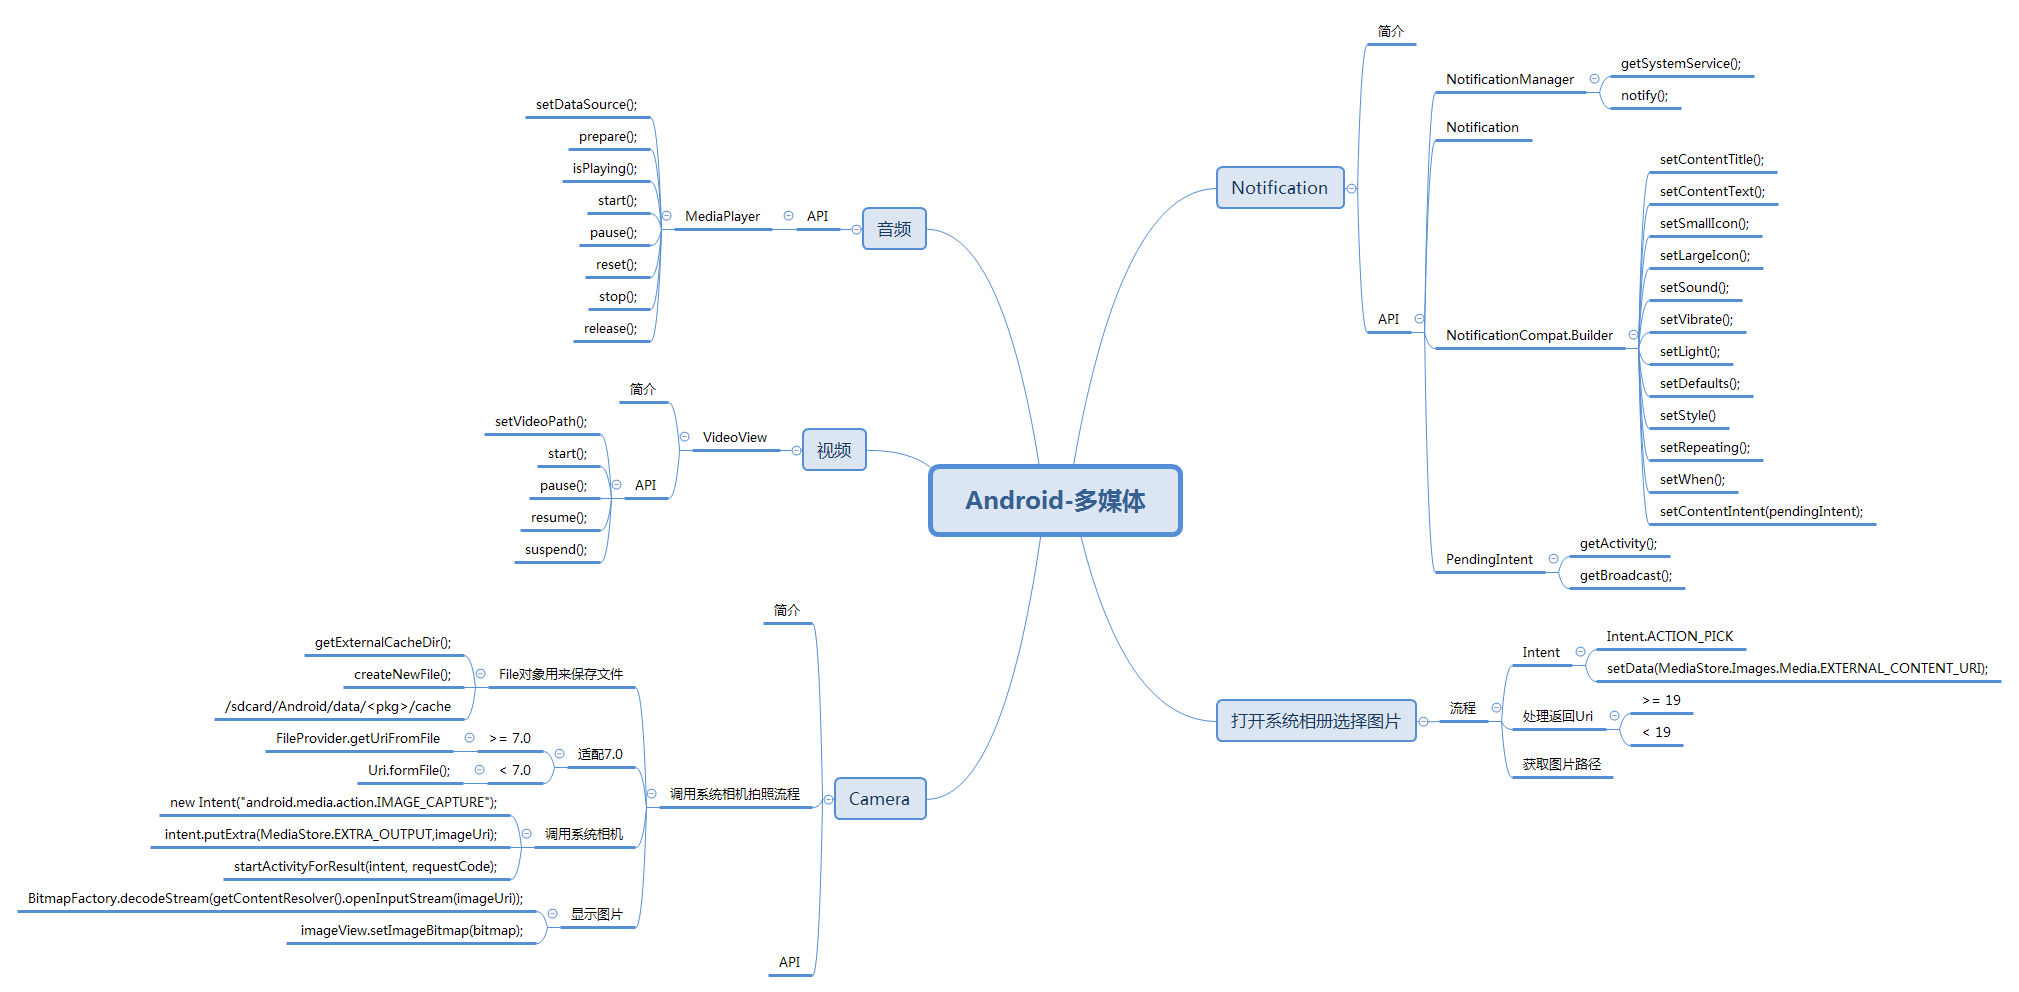 Android-多媒体
Notification
简介
API
NotificationManager
getSystemService();
notify();
Notification
NotificationCompat.Builder
setContentTitle();
setContentText();
setSmallIcon();
setLargeIcon();
setSound();
setVibrate();
setLight();
setDefaults();
setStyle()
setRepeating();
setWhen();
setContentIntent(pendingIntent);
PendingIntent
getActivity();
getBroadcast();
打开系统相册选择图片
流程
Intent
Intent.ACTION_PICK
setData(MediaStore.Images.Media.EXTERNAL_CONTENT_URI);
处理返回Uri
>= 19
< 19
获取图片路径
音频
API
MediaPlayer
setDataSource();
prepare();
isPlaying();
start();
pause();
reset();
stop();
release();
视频
VideoView
简介
API
setVideoPath();
start();
pause();
resume();
suspend();
Camera
简介
调用系统相机拍照流程
File对象用来保存文件
getExternalCacheDir();
createNewFile();
/sdcard/Android/data/<pkg>/cache
适配7.0
>= 7.0
FileProvider.getUriFromFile
< 7.0
Uri.formFile();
调用系统相机
new Intent("android.media.action.IMAGE_CAPTURE");
intent.putExtra(MediaStore.EXTRA_OUTPUT,imageUri);
startActivityForResult(intent, requestCode);
显示图片
BitmapFactory.decodeStream(getContentResolver().openInputStream(imageUri));
imageView.setImageBitmap(bitmap);
API